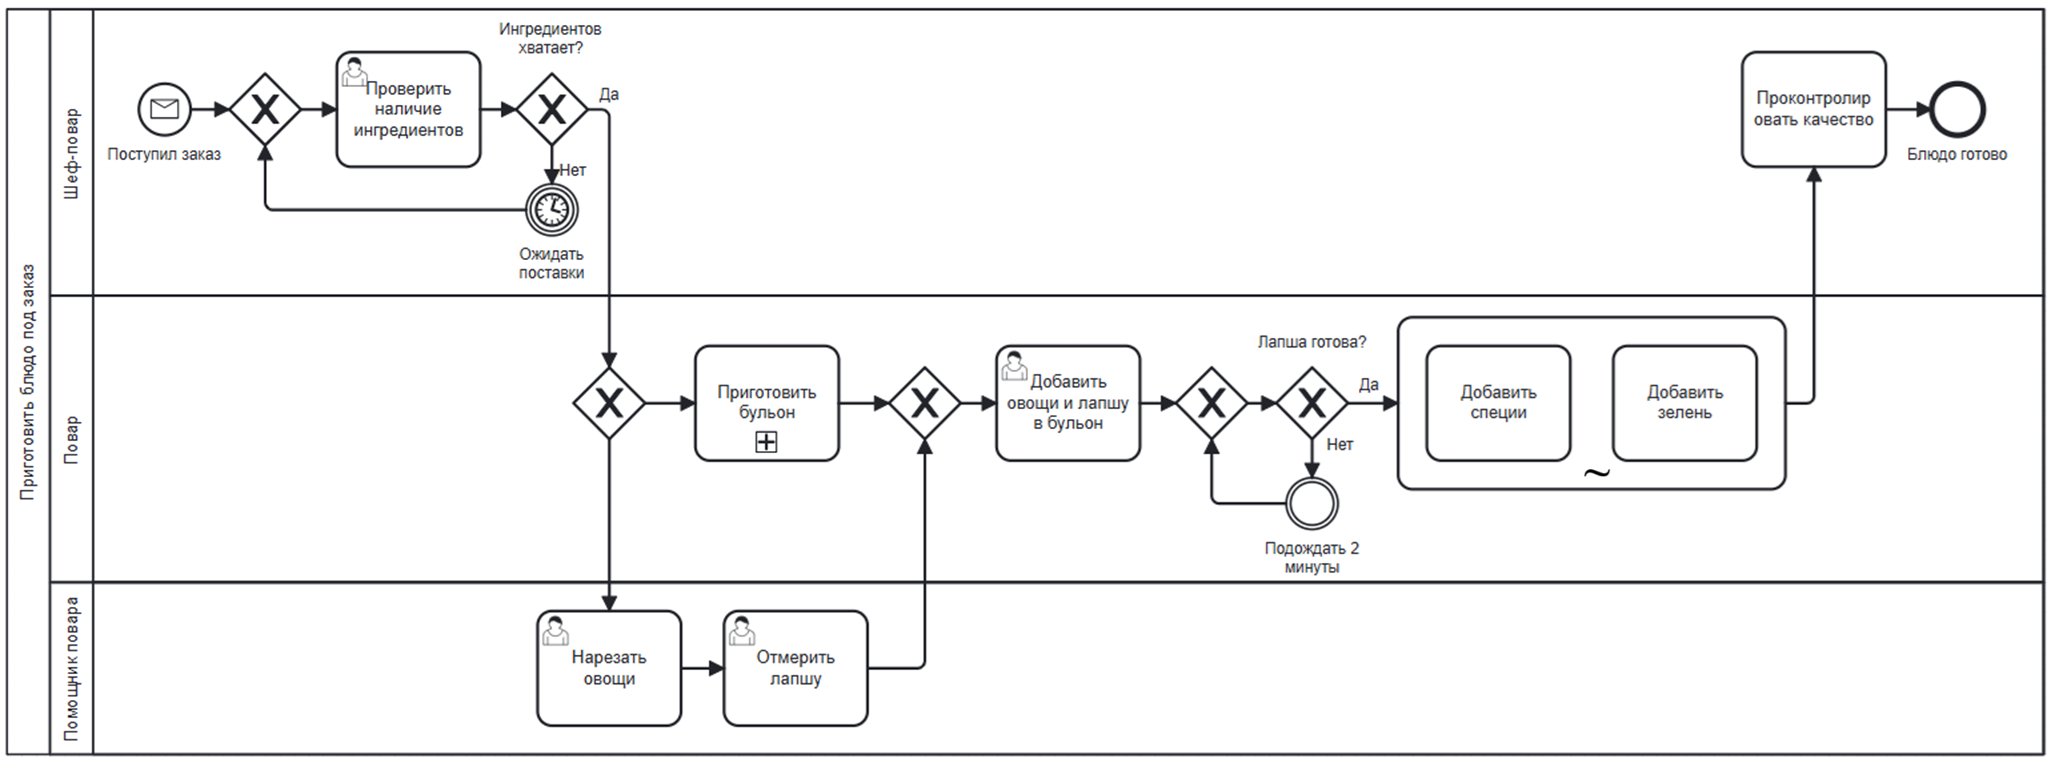 Приготовить блюдо под заказ
Шеф-повар
Поступил заказ
Проверить
наличие
ингредиентов
Ингредиентов
хватает?
Да
Нет
Ожидать
поставки
Проконтролир
овать качество
Блюдо готово
Повар
Приготовить
бульон
Добавить
овощи и лапшу
в бульон
Лапша готова?
Да
Нет
Подождать 2
минуты
Добавить
специи
Добавить
зелень
Помощник повара
Нарезать
овощи
Отмерить
лапшу